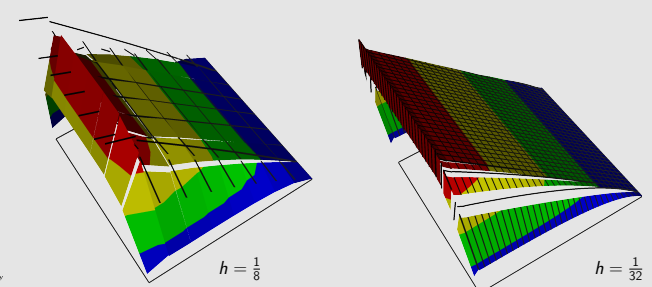 h = 1/8
h = 1/32